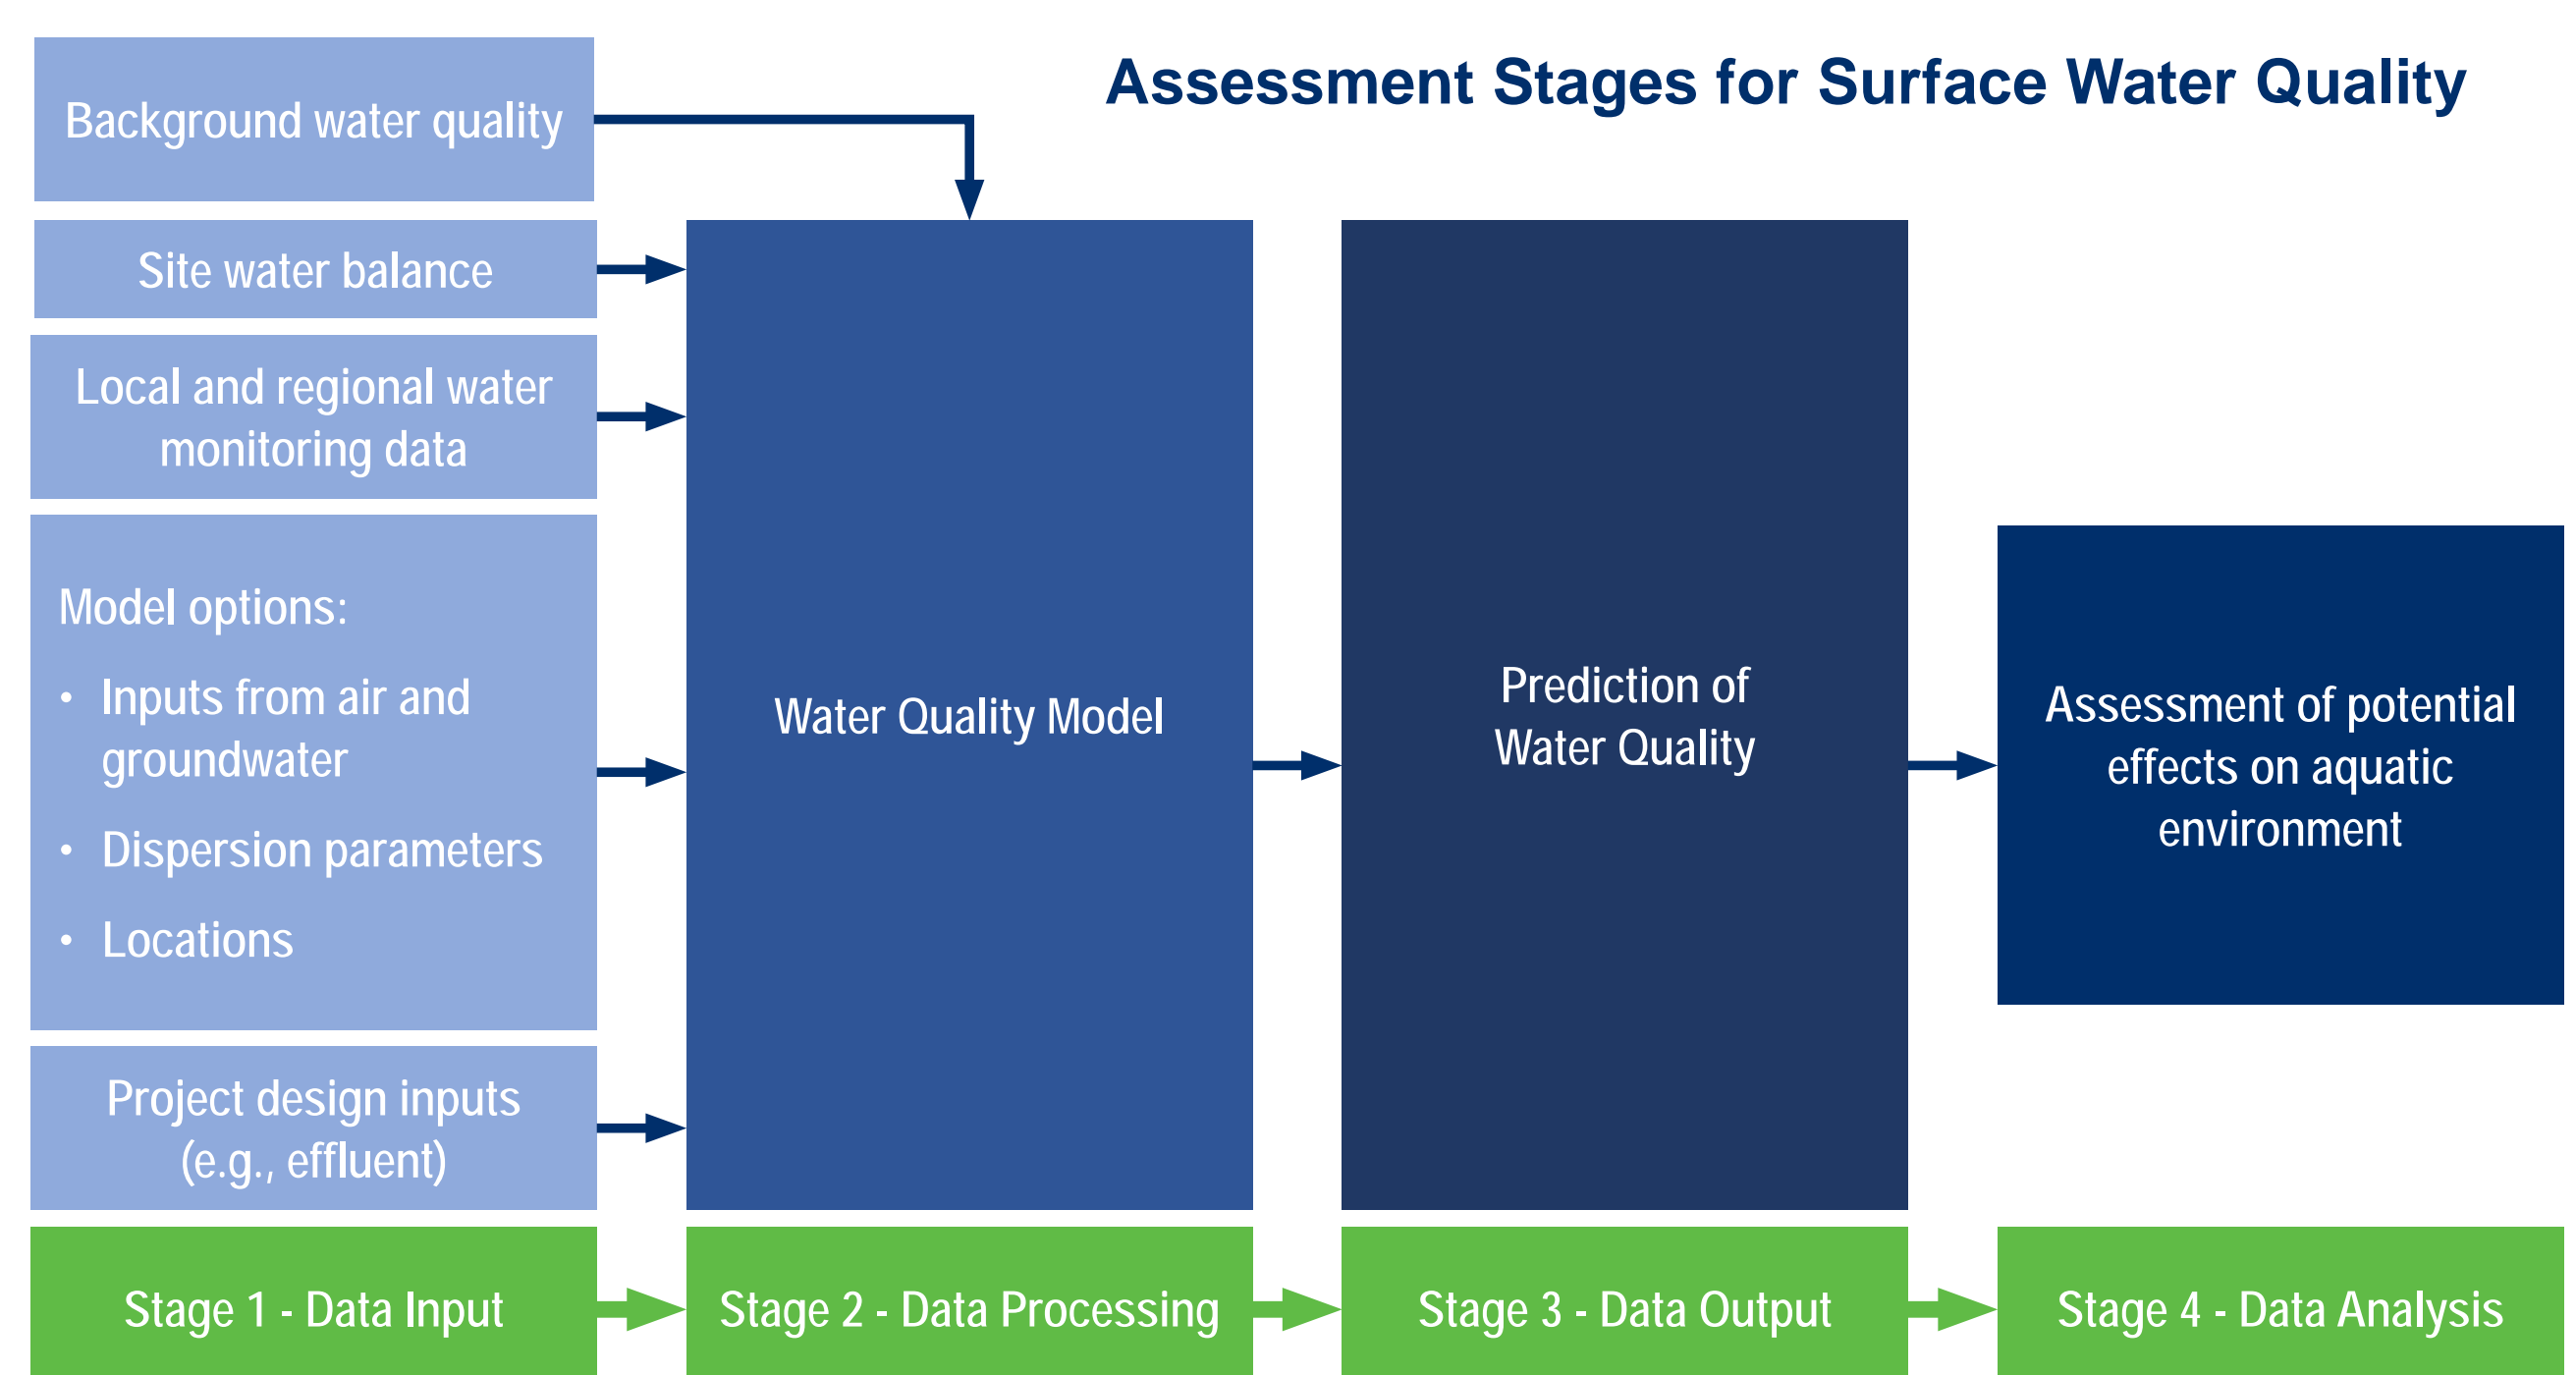 Assessment Stages for Surface Water Quality
Background water quality
Site water balance
Local and regional water
monitoring data
Model options:
• Inputs from air and
groundwater
• Dispersion parameters
• Locations
Project design inputs
(e.g., effluent)
Water Quality Model
Prediction of
Water Quality
Assessment of potential
effects on aquatic
environment
Stage 1 - Data Input
Stage 2 - Data Processing
Stage 3 - Data Output
Stage 4 - Data Analysis